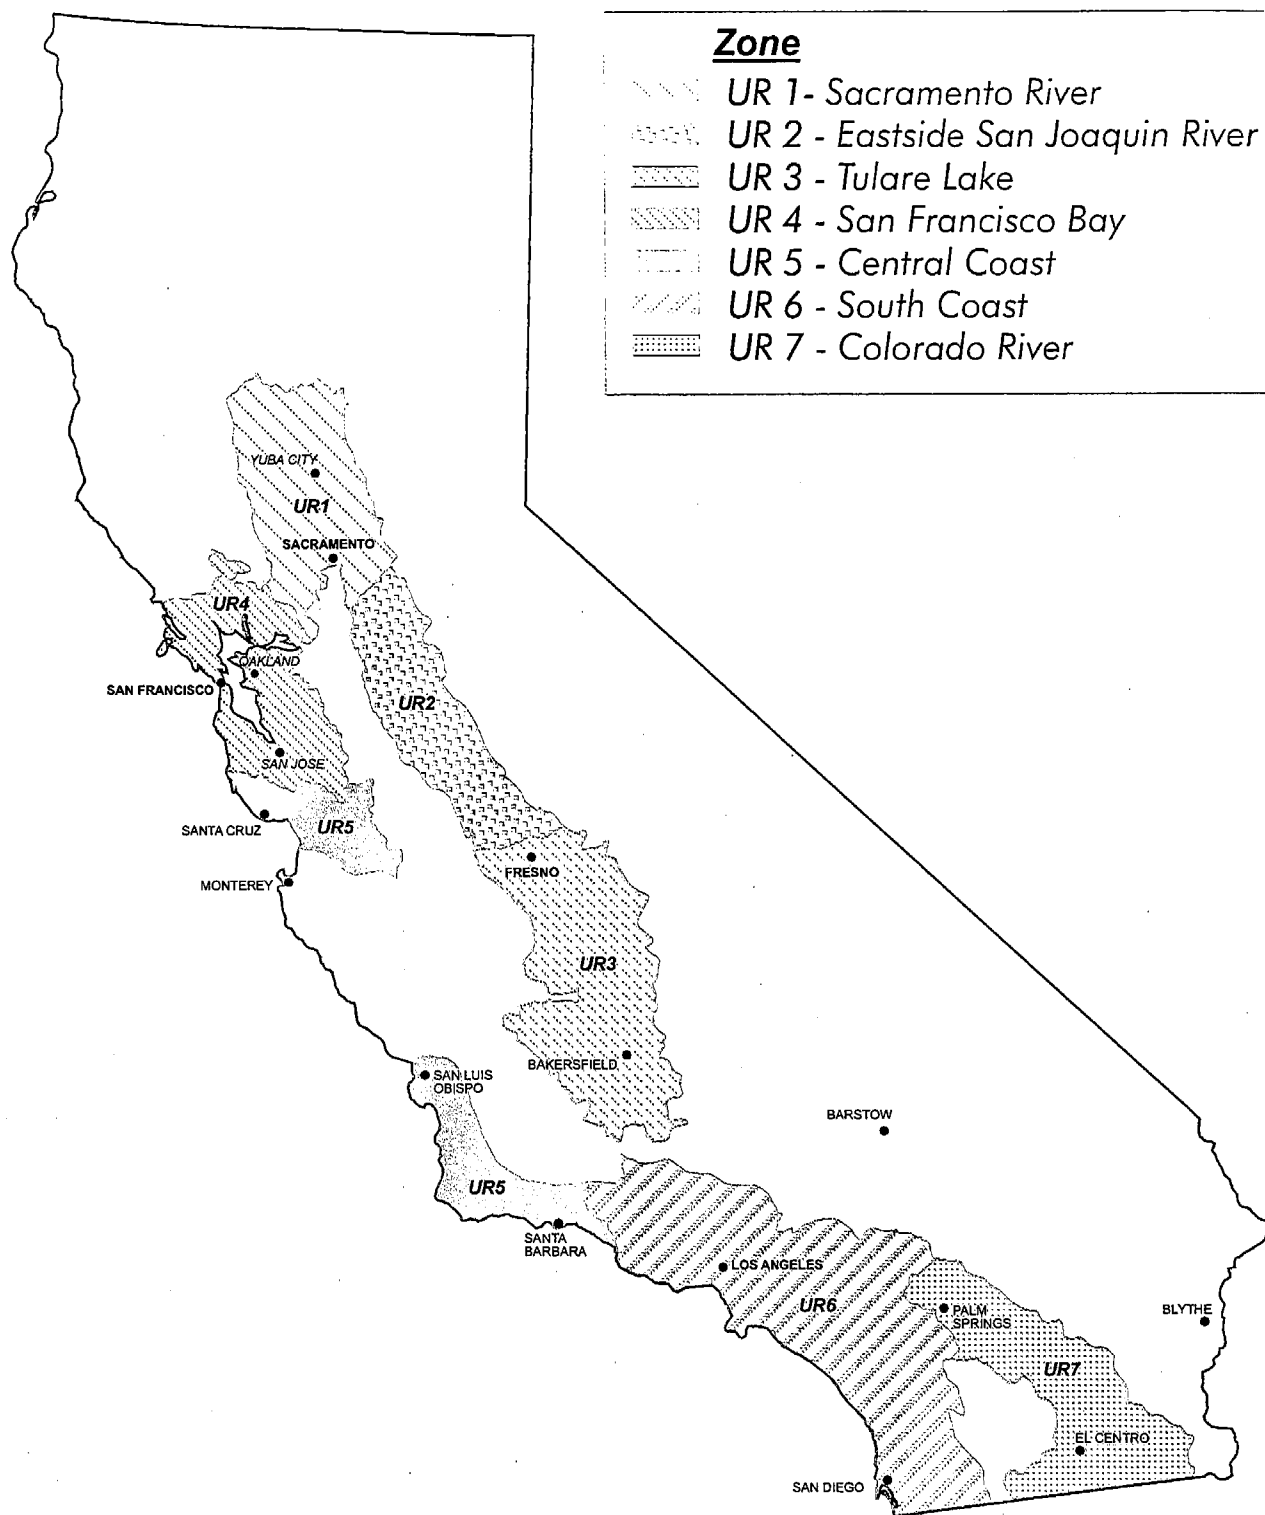 Zone
UR 1- Sacramento River
UR 2 - Eastside San Joaquin River
UR 3 - Tulare Lake
UR 4 - San Francisco Bay
UR 5 - Central Coast
UR 6 - South Coast
UR 7 - Colorado River
YUBA CITY
UR1
SACRAMENTO
UR4
OAKLAND
SAN FRANCISCO
UR2
SAN JOSE
SANTA CRUZ
UR5
FRESNO
MONTEREY
UR3
BAKERSFIELD
SAN LUIS
OBISPO
BARSTOW
UR5
SANTA
BARBARA
LOS ANGELES
UR6
PALM
SPRINGS
BLYTHE
UR7
EL CENTRO
SAN DIEGO